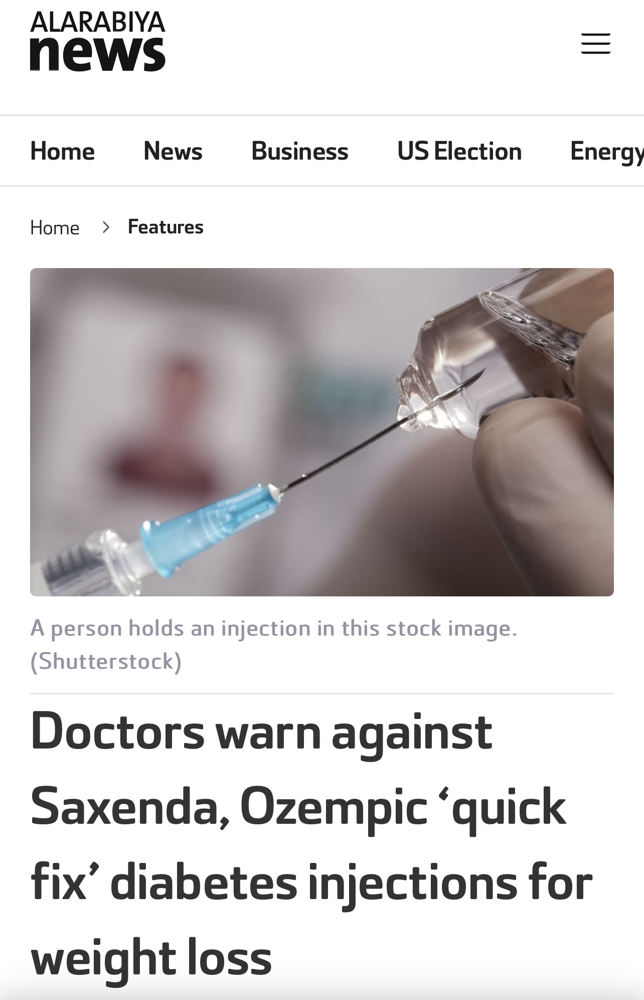 ALARABIYA
news
Home News Business US Election Energy
Home > Features
A person holds an injection in this stock image.
(Shutterstock)
Doctors warn against
Saxenda, Ozempic ‘quick
fix’ diabetes injections for
weight loss